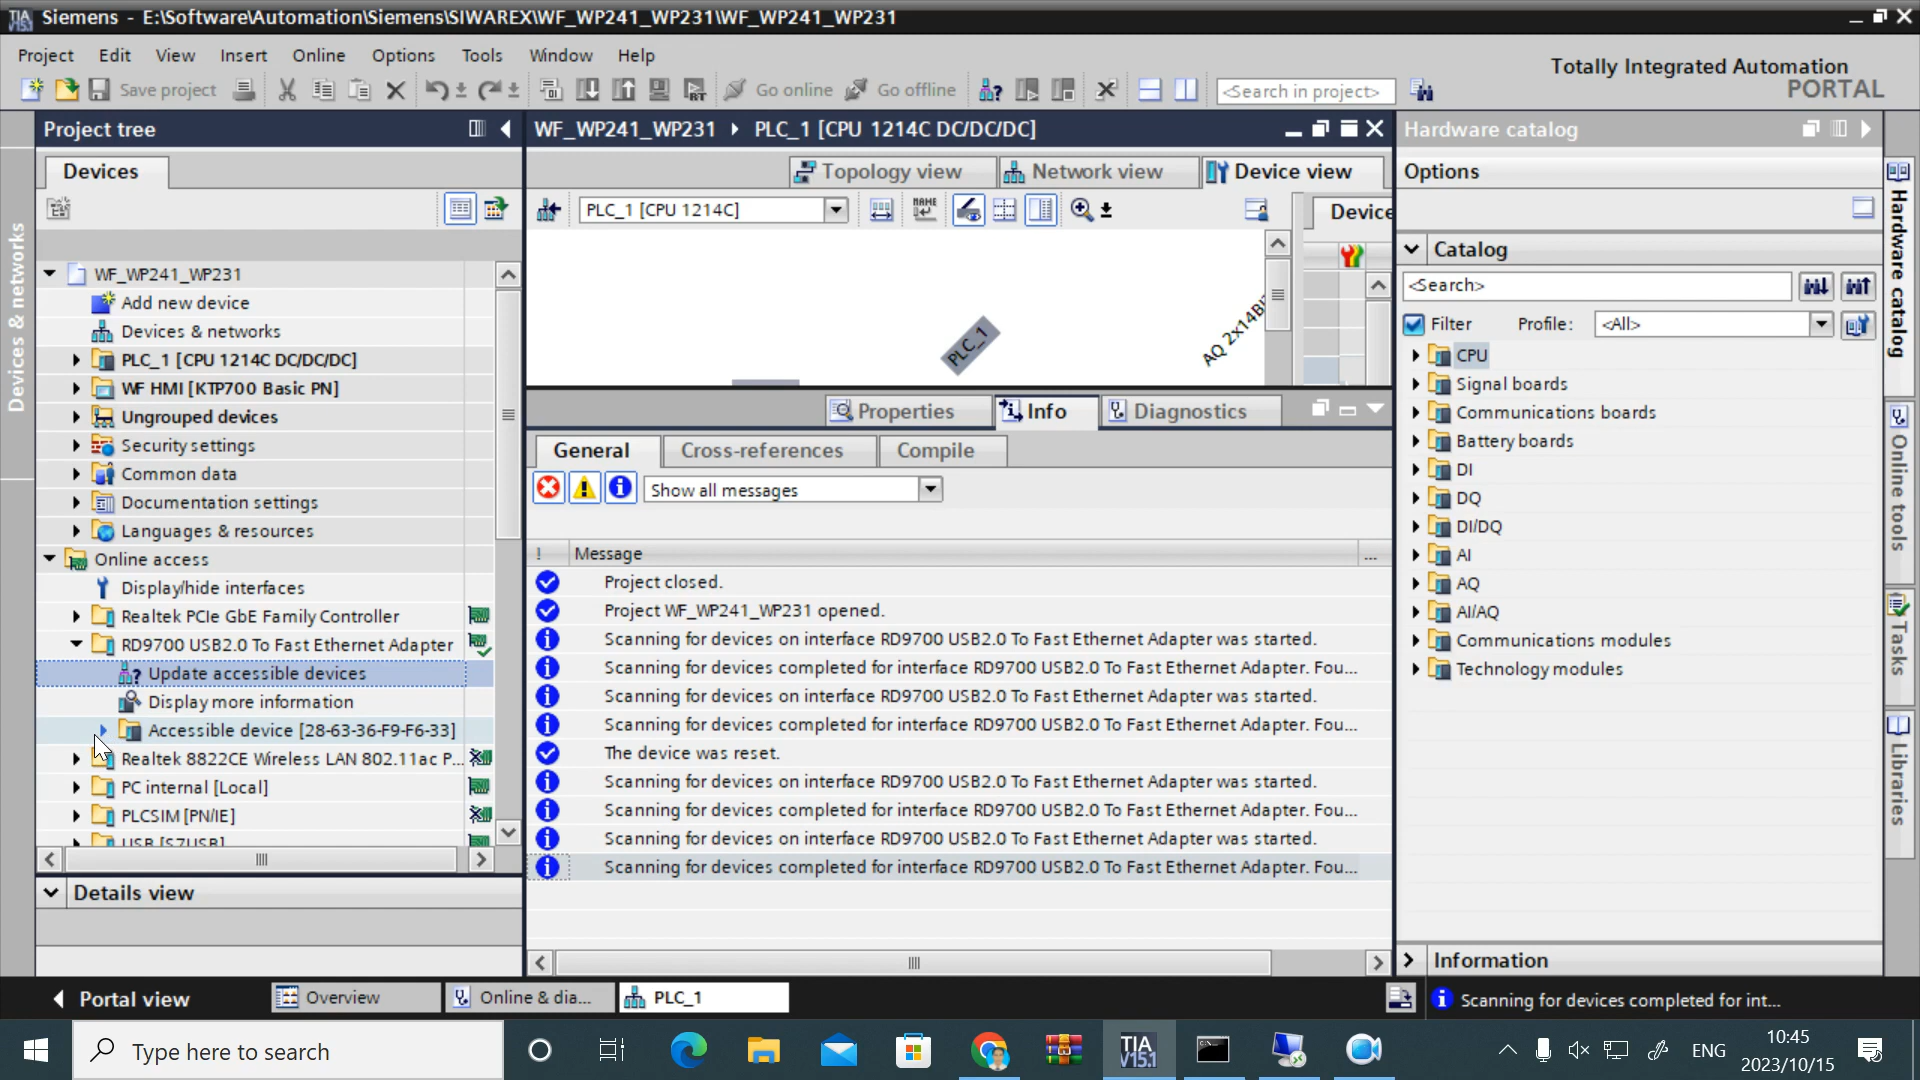 Siemens - E:\Software\Automation\Siemens\SIWAREX\WF_WP241_WP231\WF_WP241_WP231
Project Edit View Insert Online Options Tools Window Help
Totally Integrated Automation
PORTAL
Save project
Go online
Go offline
<Search in project>
Project tree
WF_WP241_WP231 PLC_1 [CPU 1214C DC/DC/DC]
Hardware catalog
Devices
Topology view
Network view
Device view
Options
PLC_1 [CPU 1214C]
NAME
Device
PLC_1
AQ 2x14BI
Devices & networks
WF_WP241_WP231
Add new device
Devices & networks
PLC_1 [CPU 1214C DC/DC/DC]
WF HMI [KTP700 Basic PN]
Ungrouped devices
Security settings
Common data
Documentation settings
Languages & resources
Online access
Display/hide interfaces
Realtek PCIe GbE Family Controller
RD9700 USB2.0 To Fast Ethernet Adapter
Update accessible devices
Display more information
Accessible device [28-63-36-F9-F6-33]
Realtek 8822CE Wireless LAN 802.11ac P...
PC internal [Local]
PLCSIM [PN/IE]
USB [S7USB]
Details view
Properties
Info
Diagnostics
General
Cross-references
Compile
Show all messages
! Message ...
Project closed.
Project WF_WP241_WP231 opened.
Scanning for devices on interface RD9700 USB2.0 To Fast Ethernet Adapter was started.
Scanning for devices completed for interface RD9700 USB2.0 To Fast Ethernet Adapter. Fou...
Scanning for devices on interface RD9700 USB2.0 To Fast Ethernet Adapter was started.
Scanning for devices completed for interface RD9700 USB2.0 To Fast Ethernet Adapter. Fou...
The device was reset.
Scanning for devices on interface RD9700 USB2.0 To Fast Ethernet Adapter was started.
Scanning for devices completed for interface RD9700 USB2.0 To Fast Ethernet Adapter. Fou...
Scanning for devices on interface RD9700 USB2.0 To Fast Ethernet Adapter was started.
Scanning for devices completed for interface RD9700 USB2.0 To Fast Ethernet Adapter. Fou...
Catalog
<Search>
Filter Profile: <All>
CPU
Signal boards
Communications boards
Battery boards
DI
DQ
DI/DQ
AI
AQ
AI/AQ
Communications modules
Technology modules
Information
Hardware catalog
Online tools
Tasks
Libraries
Portal view
Overview
Online & dia...
PLC_1
Scanning for devices completed for int...
Type here to search
TIA
V15.1
ENG
10:45
2023/10/15